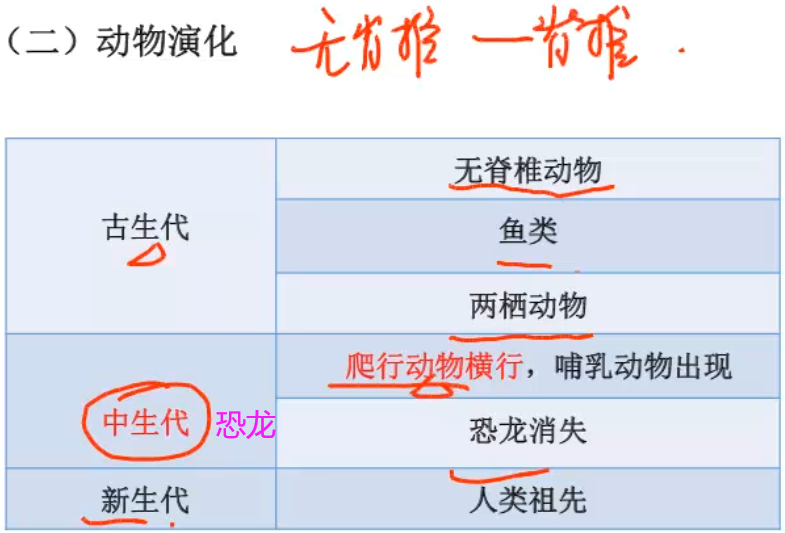 （二）动物演化 无脊椎 — 脊椎.
无脊椎动物
古生代 鱼类
两栖动物
爬行动物横行，哺乳动物出现
中生代 恐龙 恐龙消失
新生代 人类祖先